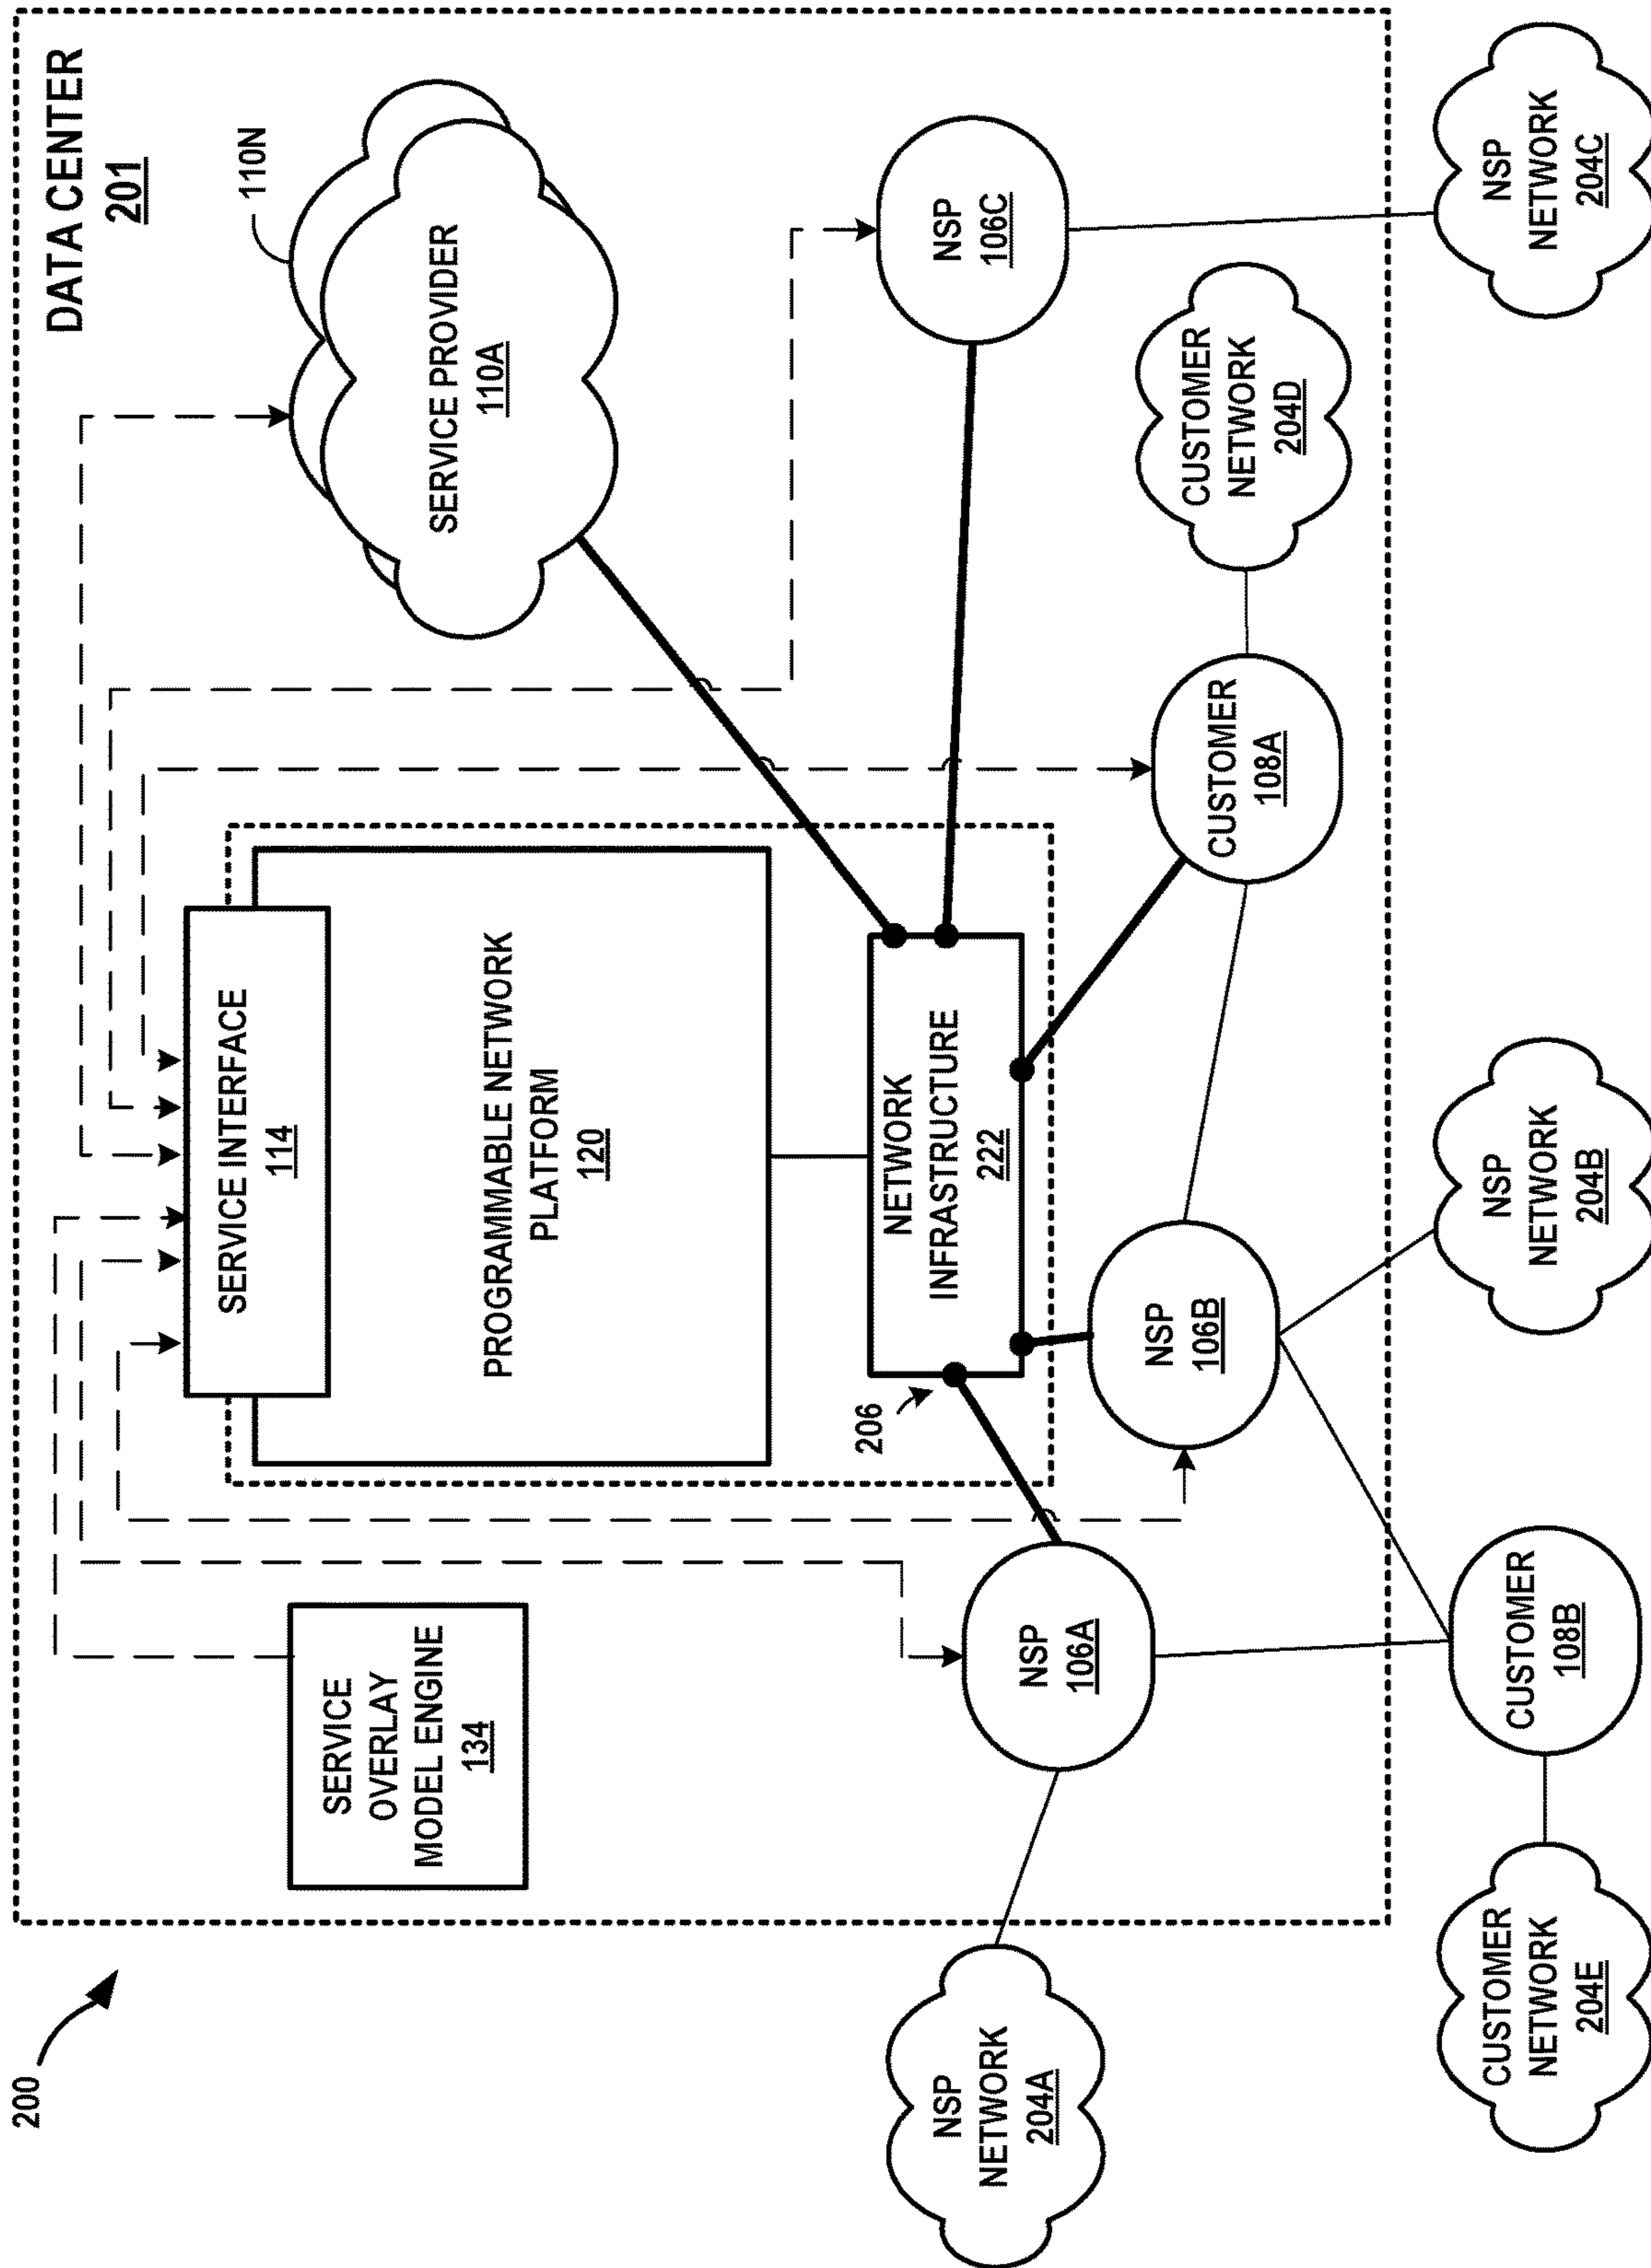 200
DATA CENTER
201
SERVICE
OVERLAY
MODEL ENGINE
134
SERVICE INTERFACE
114
PROGRAMMABLE NETWORK
PLATFORM
120
110N
SERVICE PROVIDER
110A
206
NETWORK
INFRASTRUCTURE
222
NSP
106A
NSP
106B
NSP
106C
CUSTOMER
108A
CUSTOMER
NETWORK
204D
NSP
NETWORK
204A
CUSTOMER
NETWORK
204E
CUSTOMER
108B
NSP
NETWORK
204B
NSP
NETWORK
204C